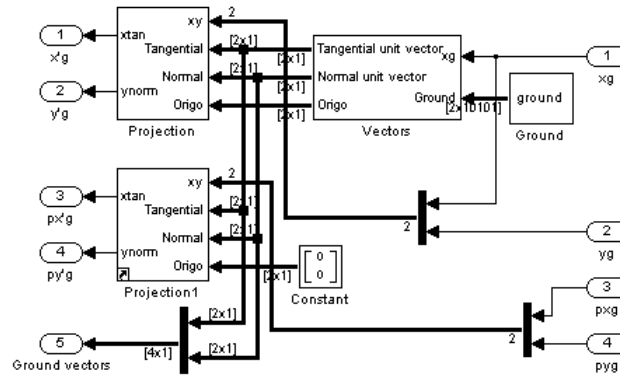 2
1 xtan xy [2x1] Tangential unit vector xg 1
x'g Tangential [2x1] [2x1] xg
2 ynorm Normal [2x1] Normal unit vector ground
y'g Origo [2x1] Origo Ground [2x10101]
Projection Vectors Ground
2
3 xtan xy [2x1]
px'g Tangential 2
4 ynorm Normal [2x1] 2 yg
py'g Origo [2x1] 0 0
Projection1 Constant 3
[2x1] pxg
5 [4x1] 2 4
Ground vectors [2x1] pyg